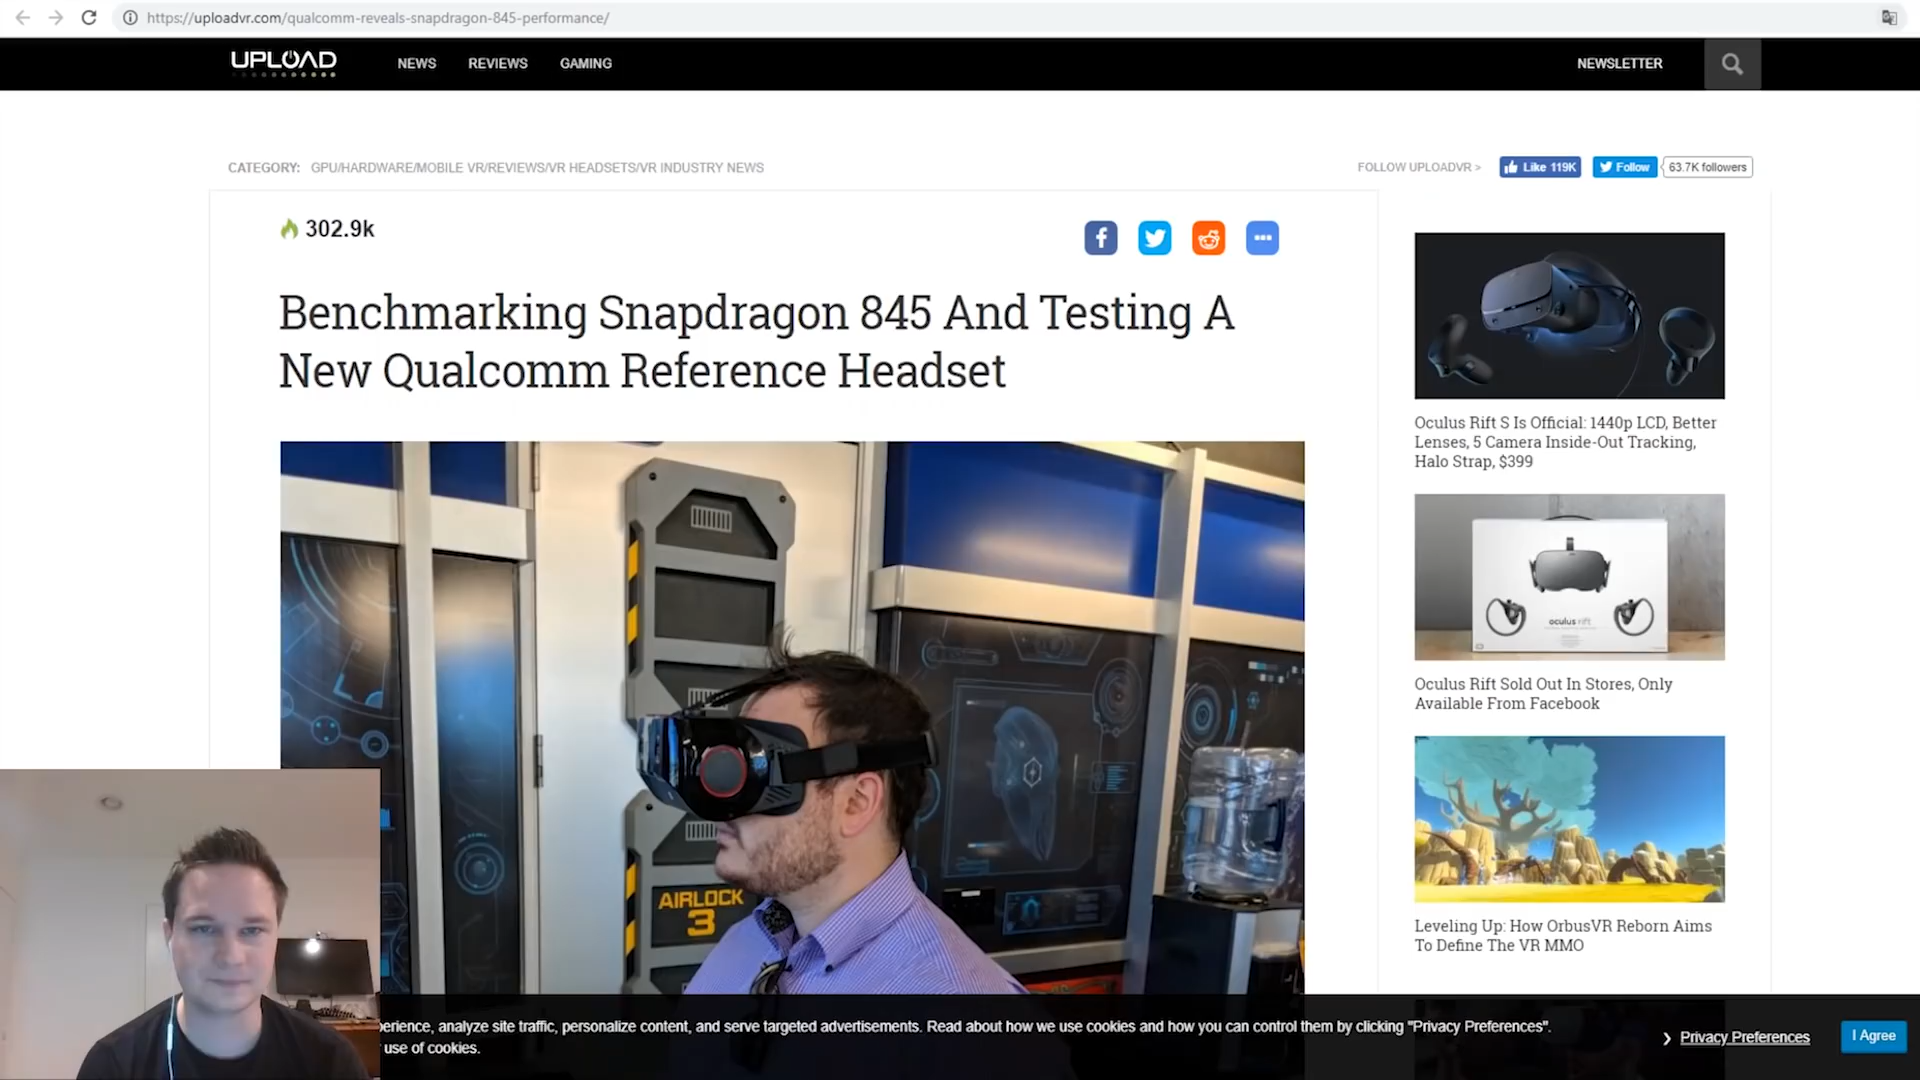 https://uploadvr.com/qualcomm-reveals-snapdragon-845-performance/
UPLOAD
NEWS
REVIEWS
GAMING
NEWSLETTER
CATEGORY: GPU/HARDWARE/MOBILE VR/REVIEWS/VR HEADSETS/VR INDUSTRY NEWS
FOLLOW UPLOADVR >
Like 119K
Follow
63.7K followers
302.9k
Benchmarking Snapdragon 845 And Testing A
New Qualcomm Reference Headset
AIRLOCK
3
Oculus Rift S Is Official: 1440p LCD, Better
Lenses, 5 Camera Inside-Out Tracking,
Halo Strap, $399
oculus rift
Oculus Rift Sold Out In Stores, Only
Available From Facebook
Leveling Up: How OrbusVR Reborn Aims
To Define The VR MMO
perience, analyze site traffic, personalize content, and serve targeted advertisements. Read about how we use cookies and how you can control them by clicking "Privacy Preferences".
use of cookies.
Privacy Preferences
I Agree